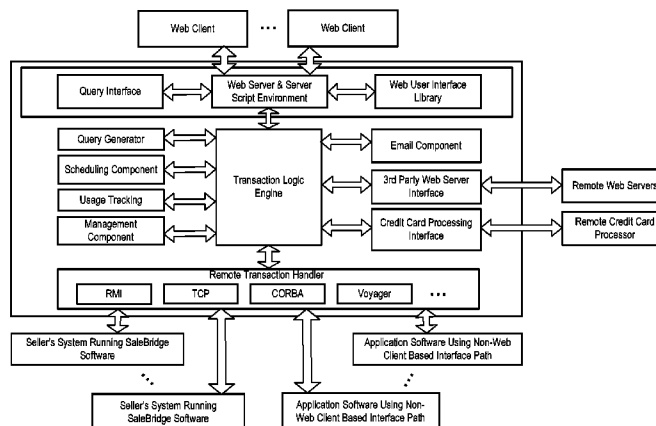 Web Client ... Web Client
Query Interface
Web Server & Server
Script Environment
Web User Interface
Library
Query Generator
Scheduling Component
Usage Tracking
Management
Component
Transaction Logic
Engine
Email Component
3rd Party Web Server
Interface
Credit Card Processing
Interface
Remote Web Servers
Remote Credit Card
Processor
Remote Transaction Handler
RMI
TCP
CORBA
Voyager
...
Seller's System Running SaleBridge
Software
Application Software Using Non-Web
Client Based Interface Path
...
...
Seller's System Running
SaleBridge Software
Application Software Using Non-
Web Client Based Interface Path